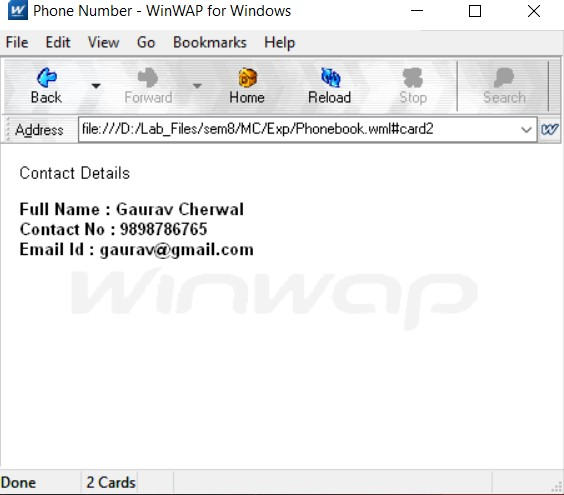 Phone Number - WinWAP for Windows
File Edit View Go Bookmarks Help
Back Forward Home Reload Stop Search
Address file:///D:/Lab_Files/sem8/MC/Exp/Phonebook.wml#card2
Contact Details
Full Name : Gaurav Cherwal
Contact No : 9898786765
Email Id : gaurav@gmail.com
Winwap
Done 2 Cards